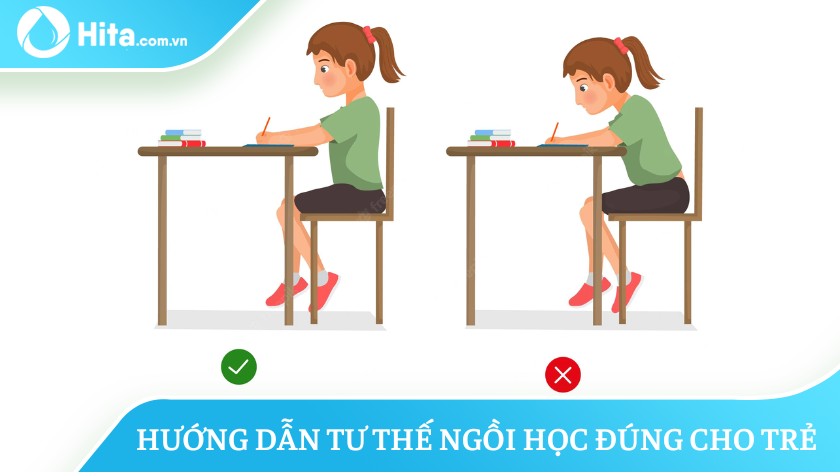 Hita.com.vn
HƯỚNG DẪN TƯ THẾ NGỒI HỌC ĐÚNG CHO TRẺ